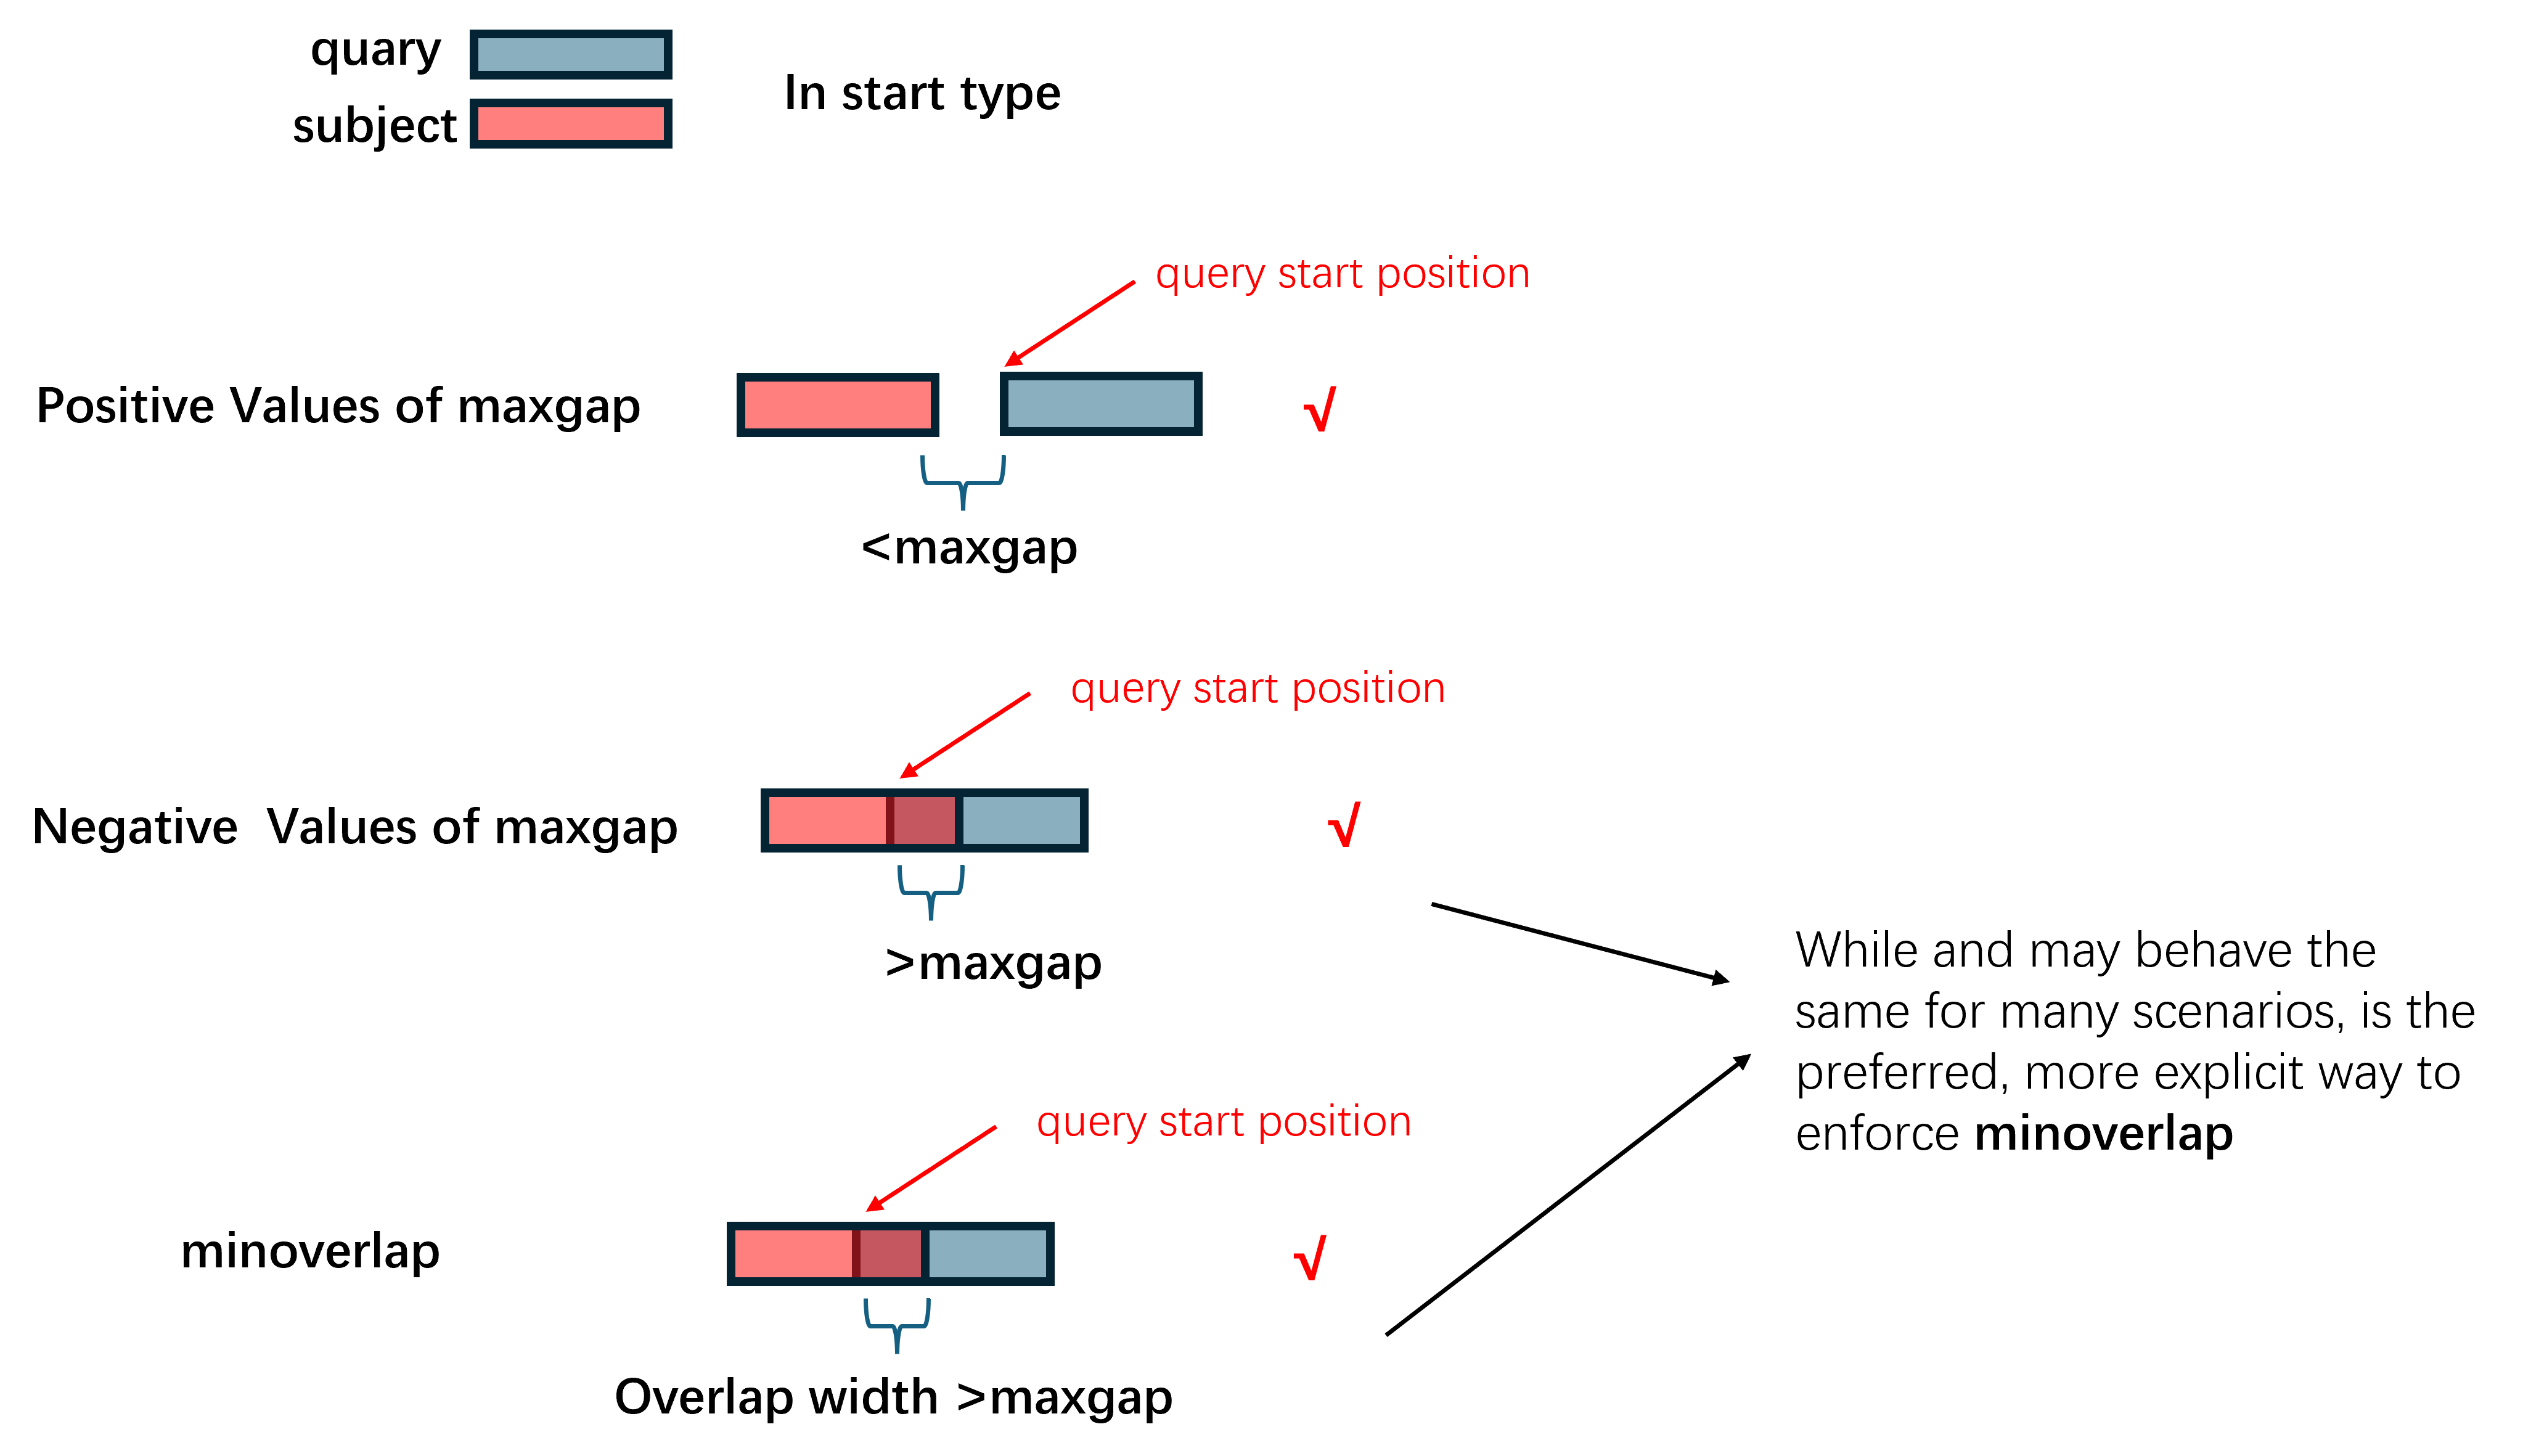 quary
subject
In start type
query start position
Positive Values of maxgap
√
<maxgap
query start position
Negative  Values of maxgap
√
>maxgap
While and may behave the
same for many scenarios, is the
preferred, more explicit way to
enforce minoverlap
query start position
minoverlap
√
Overlap width >maxgap